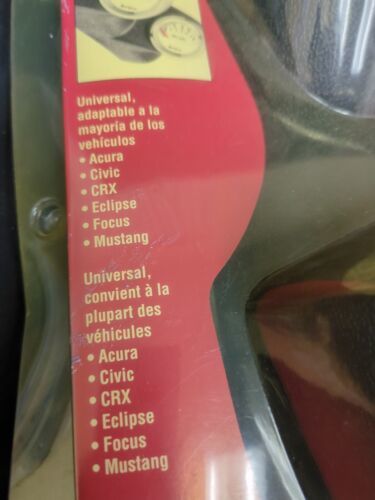 Universal,
adaptable a la
mayoría de los
vehículos
• Acura
• Civic
• CRX
• Eclipse
• Focus
• Mustang
Universal,
convient à la
plupart des
véhicules
• Acura
• Civic
• CRX
• Eclipse
• Focus
• Mustang